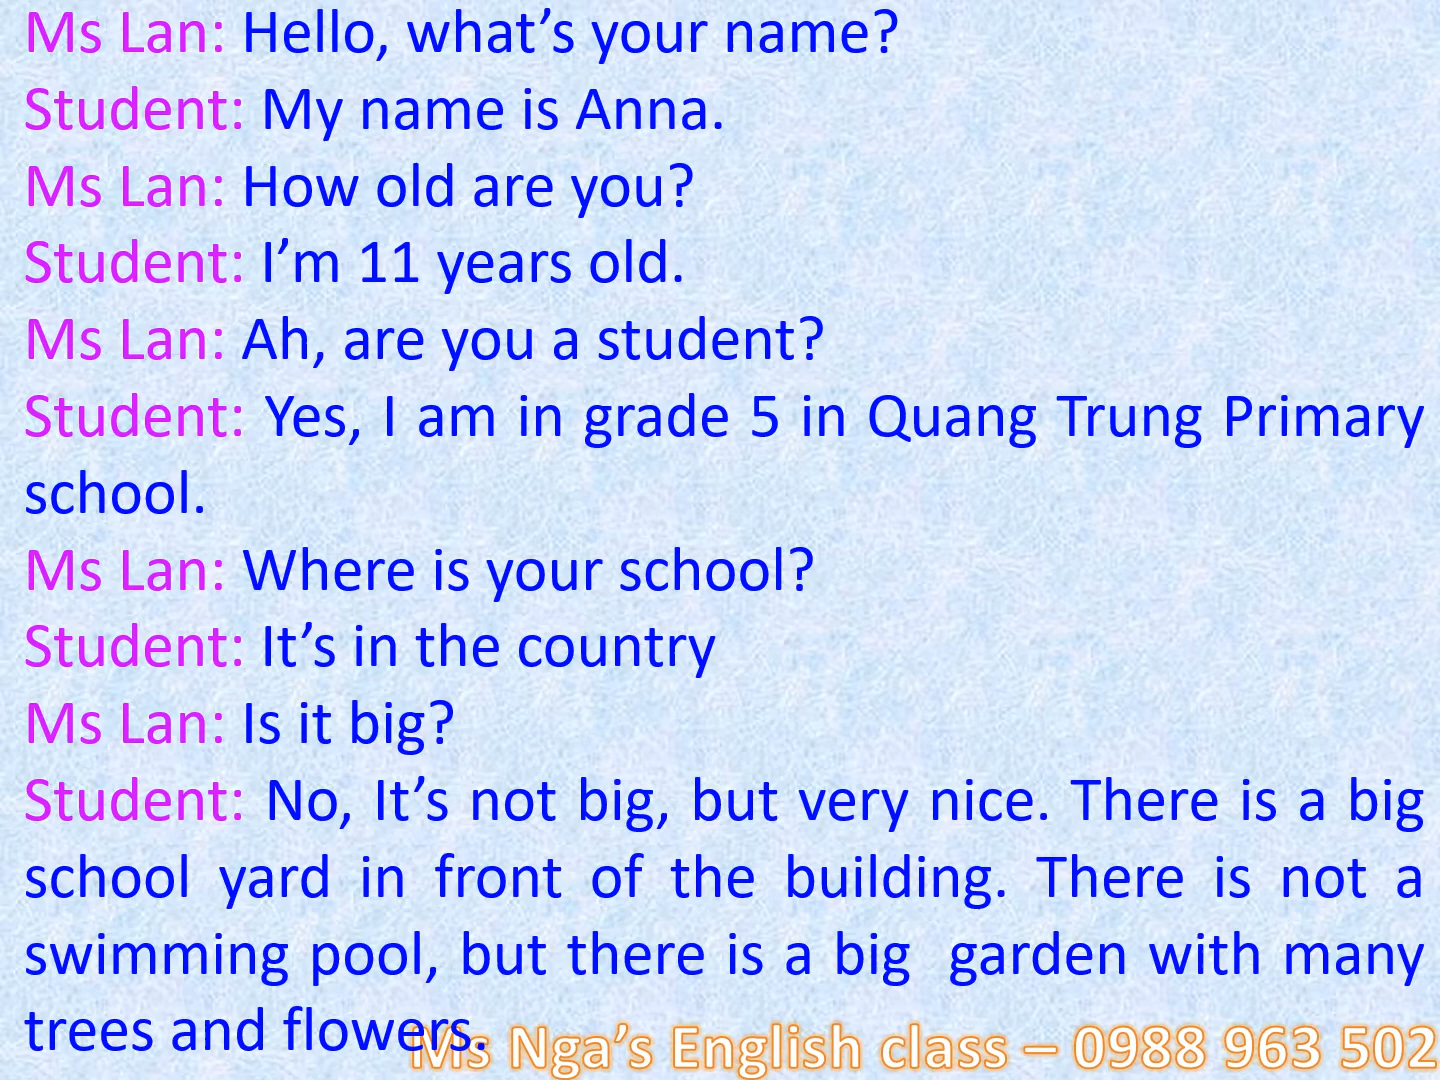 Ms Lan: Hello, what’s your name?
Student: My name is Anna.
Ms Lan: How old are you?
Student: I’m 11 years old.
Ms Lan: Ah, are you a student?
Student: Yes, I am in grade 5 in Quang Trung Primary
school.
Ms Lan: Where is your school?
Student: It’s in the country
Ms Lan: Is it big?
Student: No, It’s not big, but very nice. There is a big
school yard in front of the building. There is not a
swimming pool, but there is a big  garden with many
trees and flowers.
Ms Nga’s English class – 0988 963 502